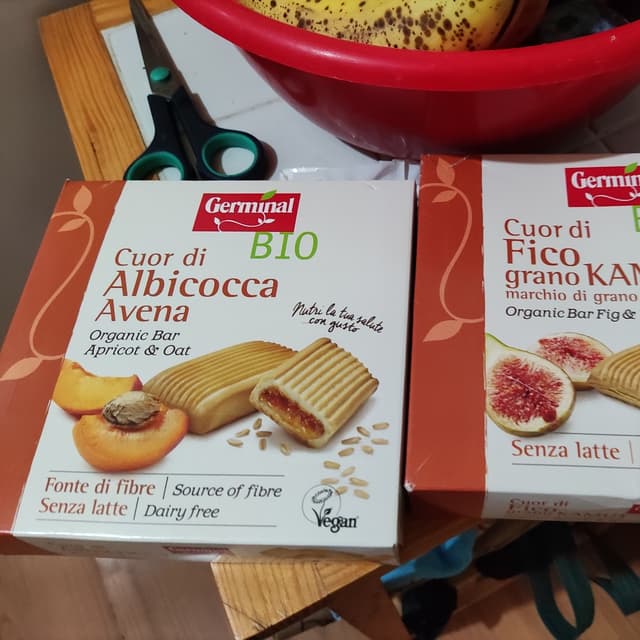 Germinal
BIO
Cuor di
Albicocca
Avena
Organic Bar
Apricot & Oat
Nutri la tua salute
con gusto
Fonte di fibre | Source of fibre
Senza latte | Dairy free
Vegan
Cuor di
Fico
grano
marchio di grano
Organic Bar Fig &
Senza latte
Cuor di